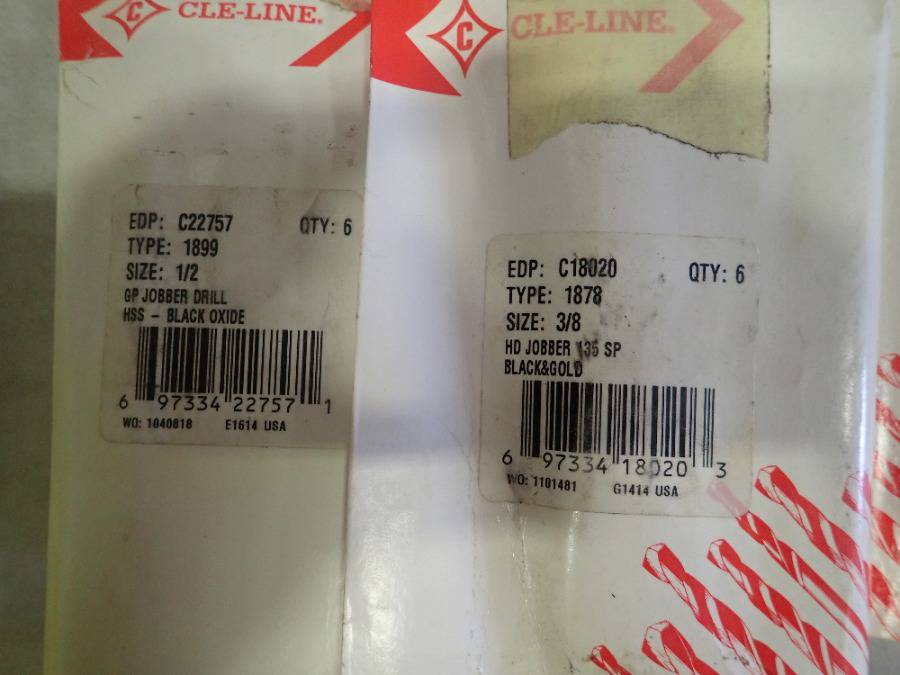 C CLE-LINE.
EDP: C22757 QTY: 6
TYPE: 1899
SIZE: 1/2
GP JOBBER DRILL
HSS - BLACK OXIDE
6 97334 22757 1
WO: 1040818 E1614 USA
C CLE-LINE.
EDP: C18020 QTY: 6
TYPE: 1878
SIZE: 3/8
HD JOBBER 135 SP
BLACK&GOLD
6 97334 18020 3
WO: 1101481 G1414 USA